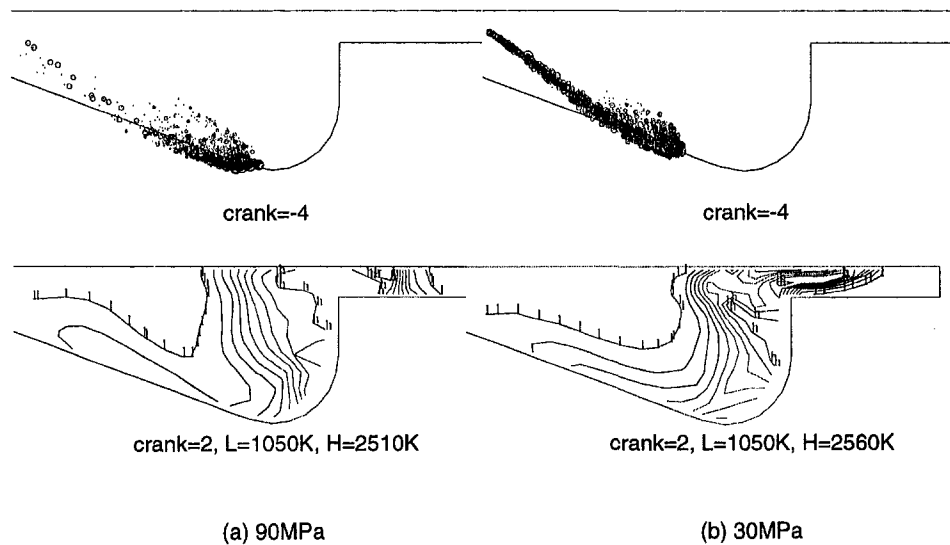 crank=-4
crank=-4
crank=2, L=1050K, H=2510K
crank=2, L=1050K, H=2560K
(a) 90MPa
(b) 30MPa